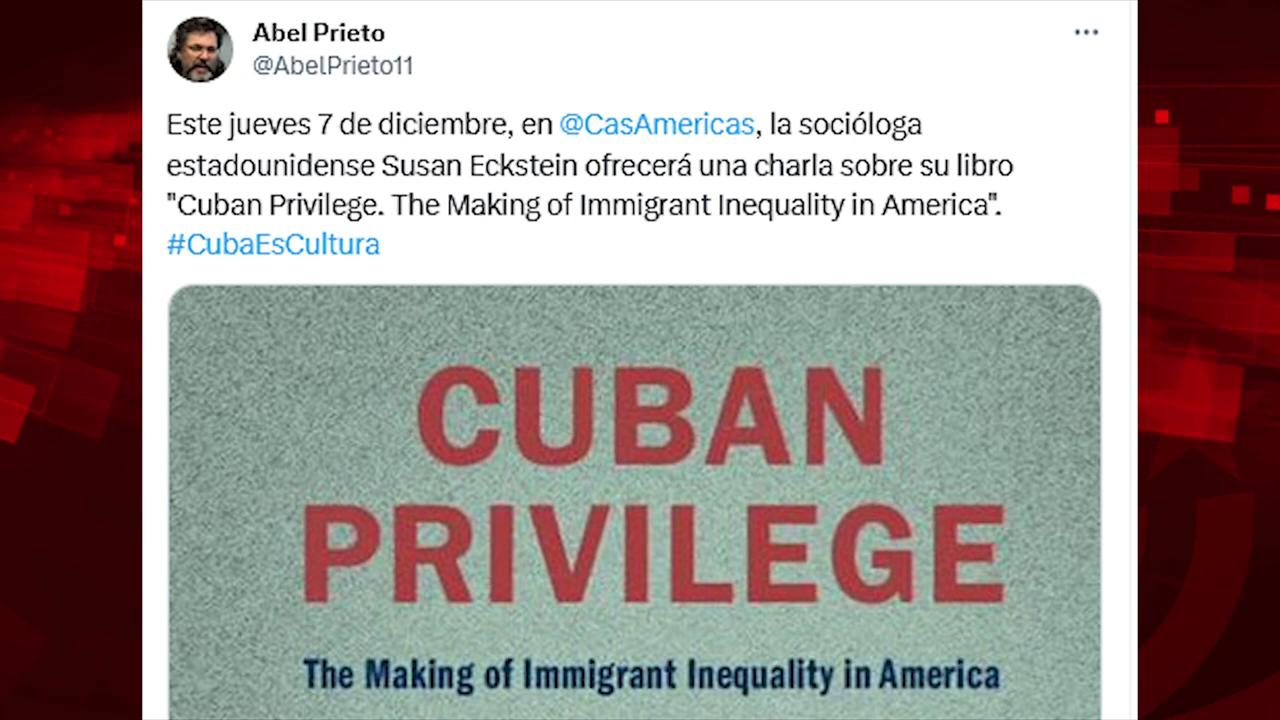 Abel Prieto
@AbelPrieto11
Este jueves 7 de diciembre, en @CasAmericas, la socióloga
estadounidense Susan Eckstein ofrecerá una charla sobre su libro
"Cuban Privilege. The Making of Immigrant Inequality in America".
#CubaEsCultura
CUBAN
PRIVILEGE
The Making of Immigrant Inequality in America